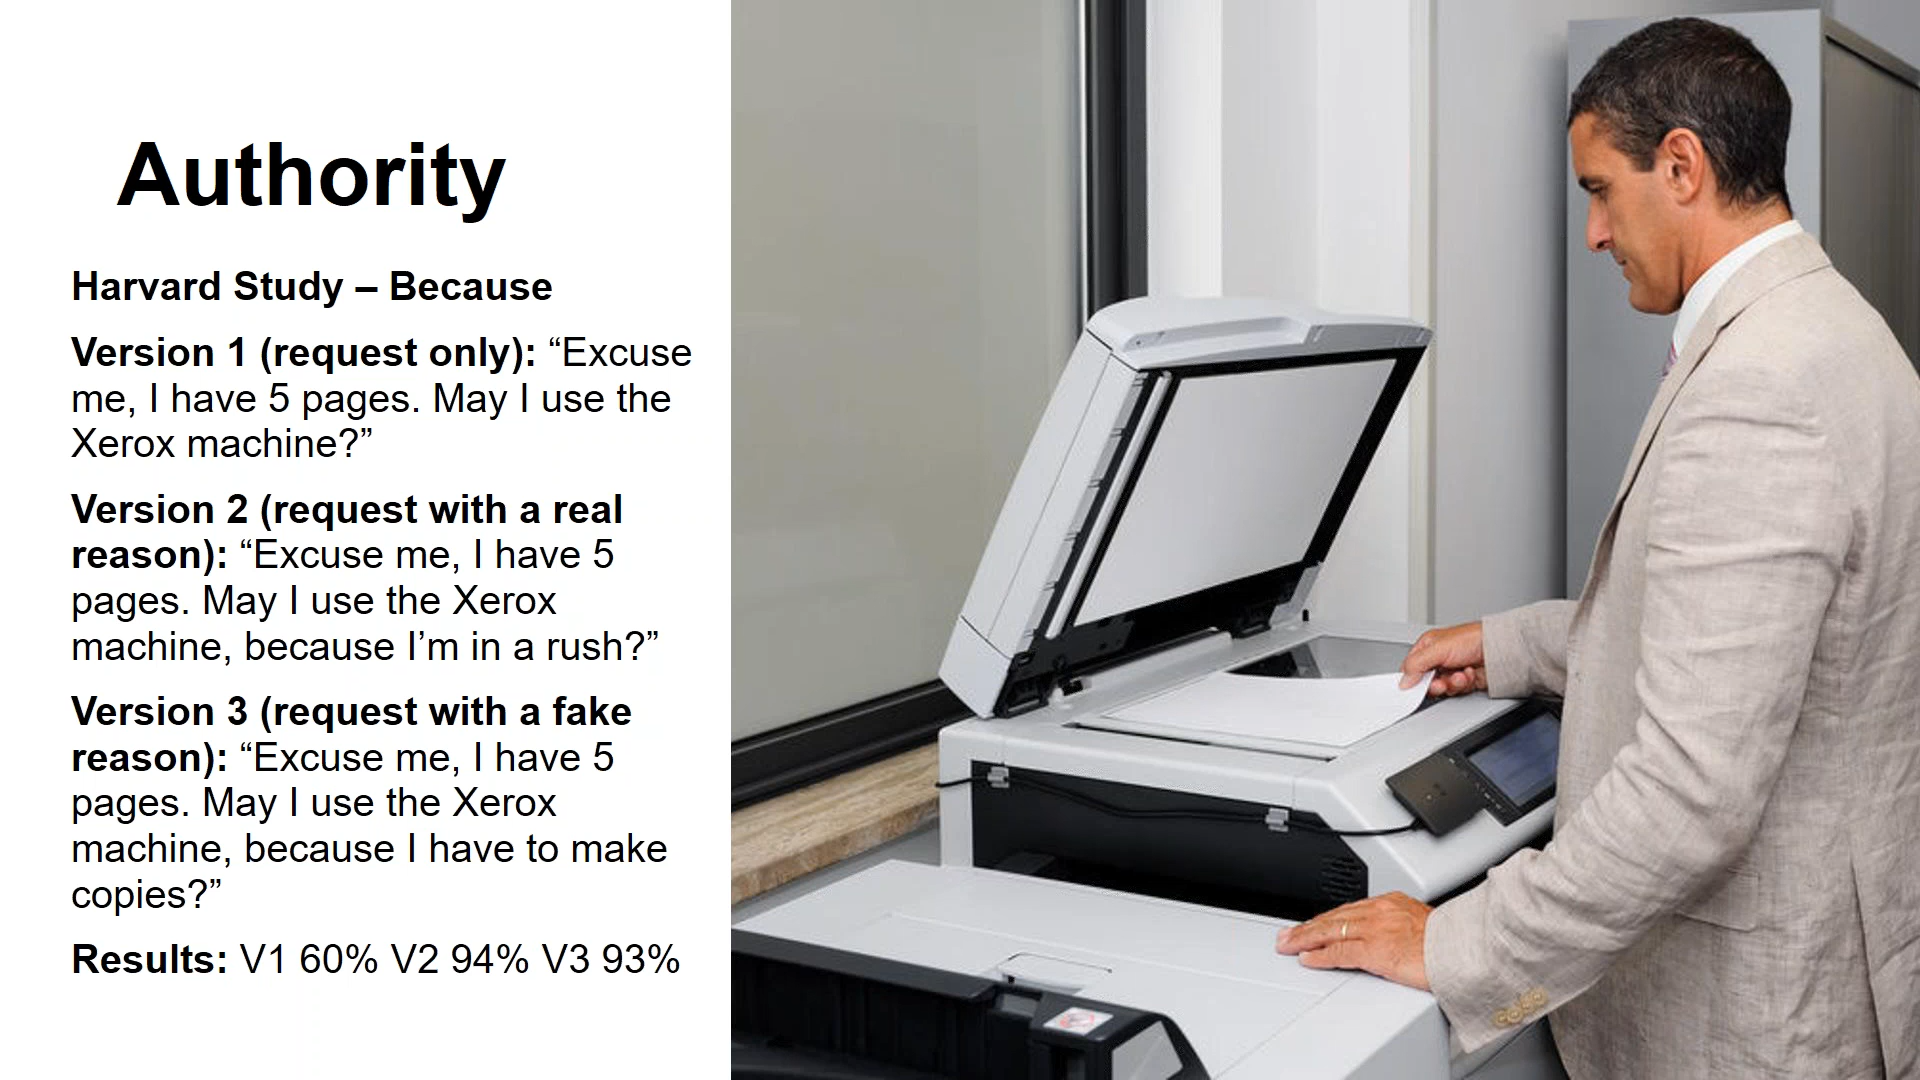 Authority
Harvard Study – Because
Version 1 (request only): “Excuse
me, I have 5 pages. May I use the
Xerox machine?”
Version 2 (request with a real
reason): “Excuse me, I have 5
pages. May I use the Xerox
machine, because I’m in a rush?”
Version 3 (request with a fake
reason): “Excuse me, I have 5
pages. May I use the Xerox
machine, because I have to make
copies?”
Results: V1 60% V2 94% V3 93%